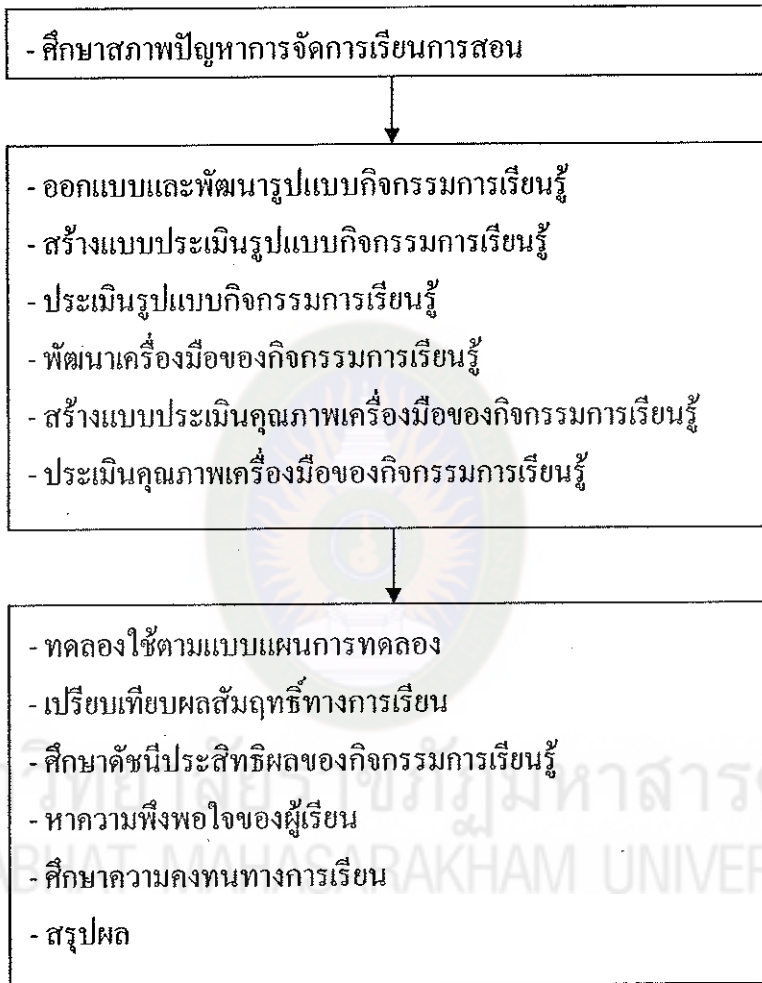 - ศึกษาสภาพปัญหาการจัดการเรียนการสอน
- ออกแบบและพัฒนารูปแบบกิจกรรมการเรียนรู้
- สร้างแบบประเมินรูปแบบกิจกรรมการเรียนรู้
- ประเมินรูปแบบกิจกรรมการเรียนรู้
- พัฒนาเครื่องมือของกิจกรรมการเรียนรู้
- สร้างแบบประเมินคุณภาพเครื่องมือของกิจกรรมการเรียนรู้
- ประเมินคุณภาพเครื่องมือของกิจกรรมการเรียนรู้
- ทดลองใช้ตามแบบแผนการทดลอง
- เปรียบเทียบผลสัมฤทธิ์ทางการเรียน
- ศึกษาดัชนีประสิทธิผลของกิจกรรมการเรียนรู้
- หาความพึงพอใจของผู้เรียน
- ศึกษาความคงทนทางการเรียน
- สรุปผล
MAHASARAKHAM